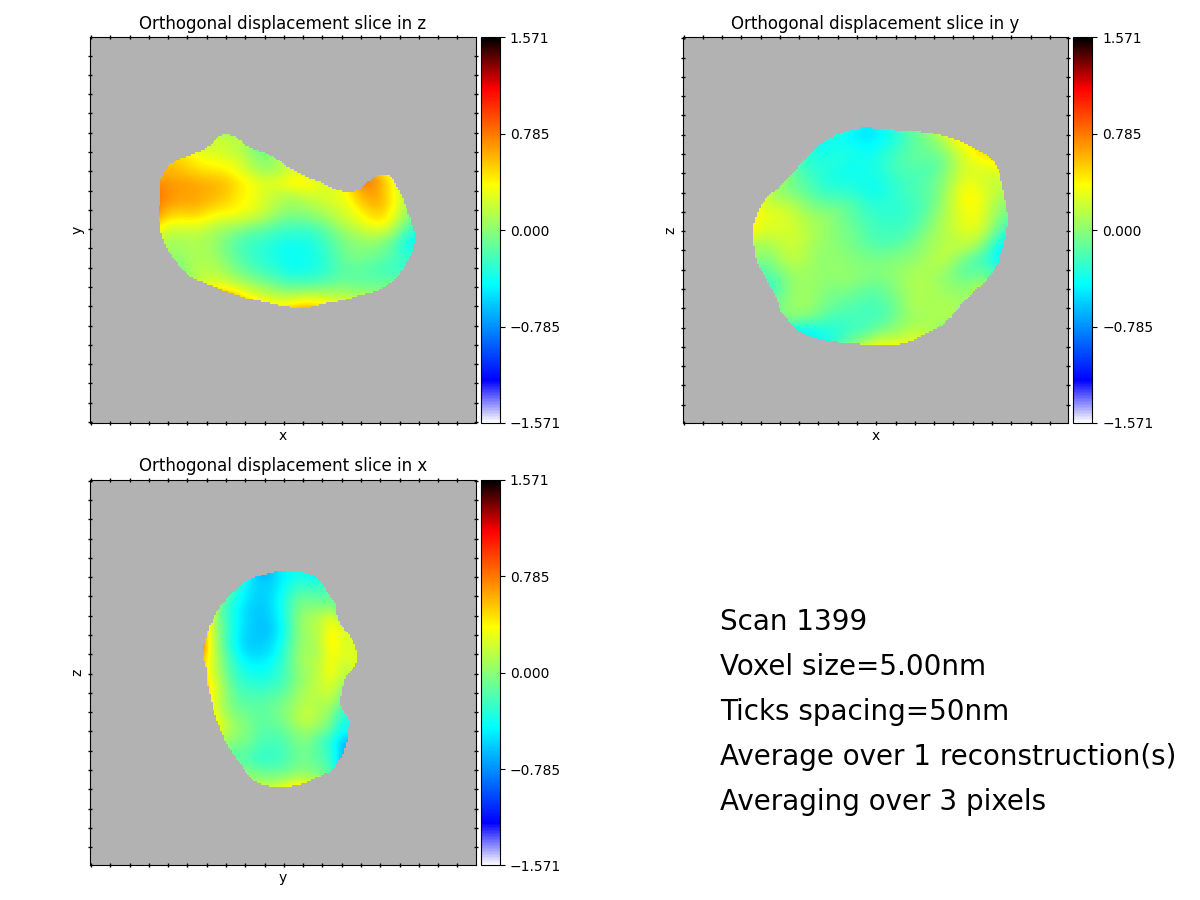 Orthogonal displacement slice in z
1.571
0.785
0.000
−0.785
−1.571
y
x
Orthogonal displacement slice in y
1.571
0.785
0.000
−0.785
−1.571
z
x
Orthogonal displacement slice in x
1.571
0.785
0.000
−0.785
−1.571
z
y
Scan 1399
Voxel size=5.00nm
Ticks spacing=50nm
Average over 1 reconstruction(s)
Averaging over 3 pixels